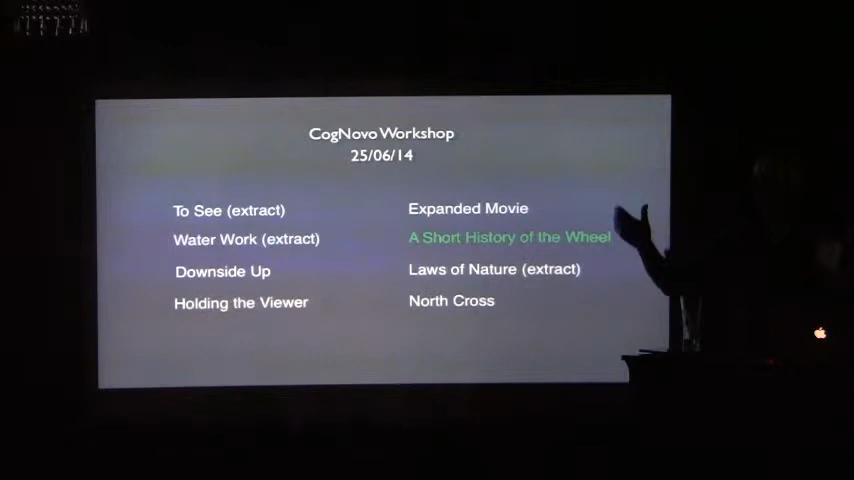 CogNovo Workshop
25/06/14
To See (extract)
Water Work (extract)
Downside Up
Holding the Viewer
Expanded Movie
A Short History of the Wheel
Laws of Nature (extract)
North Cross